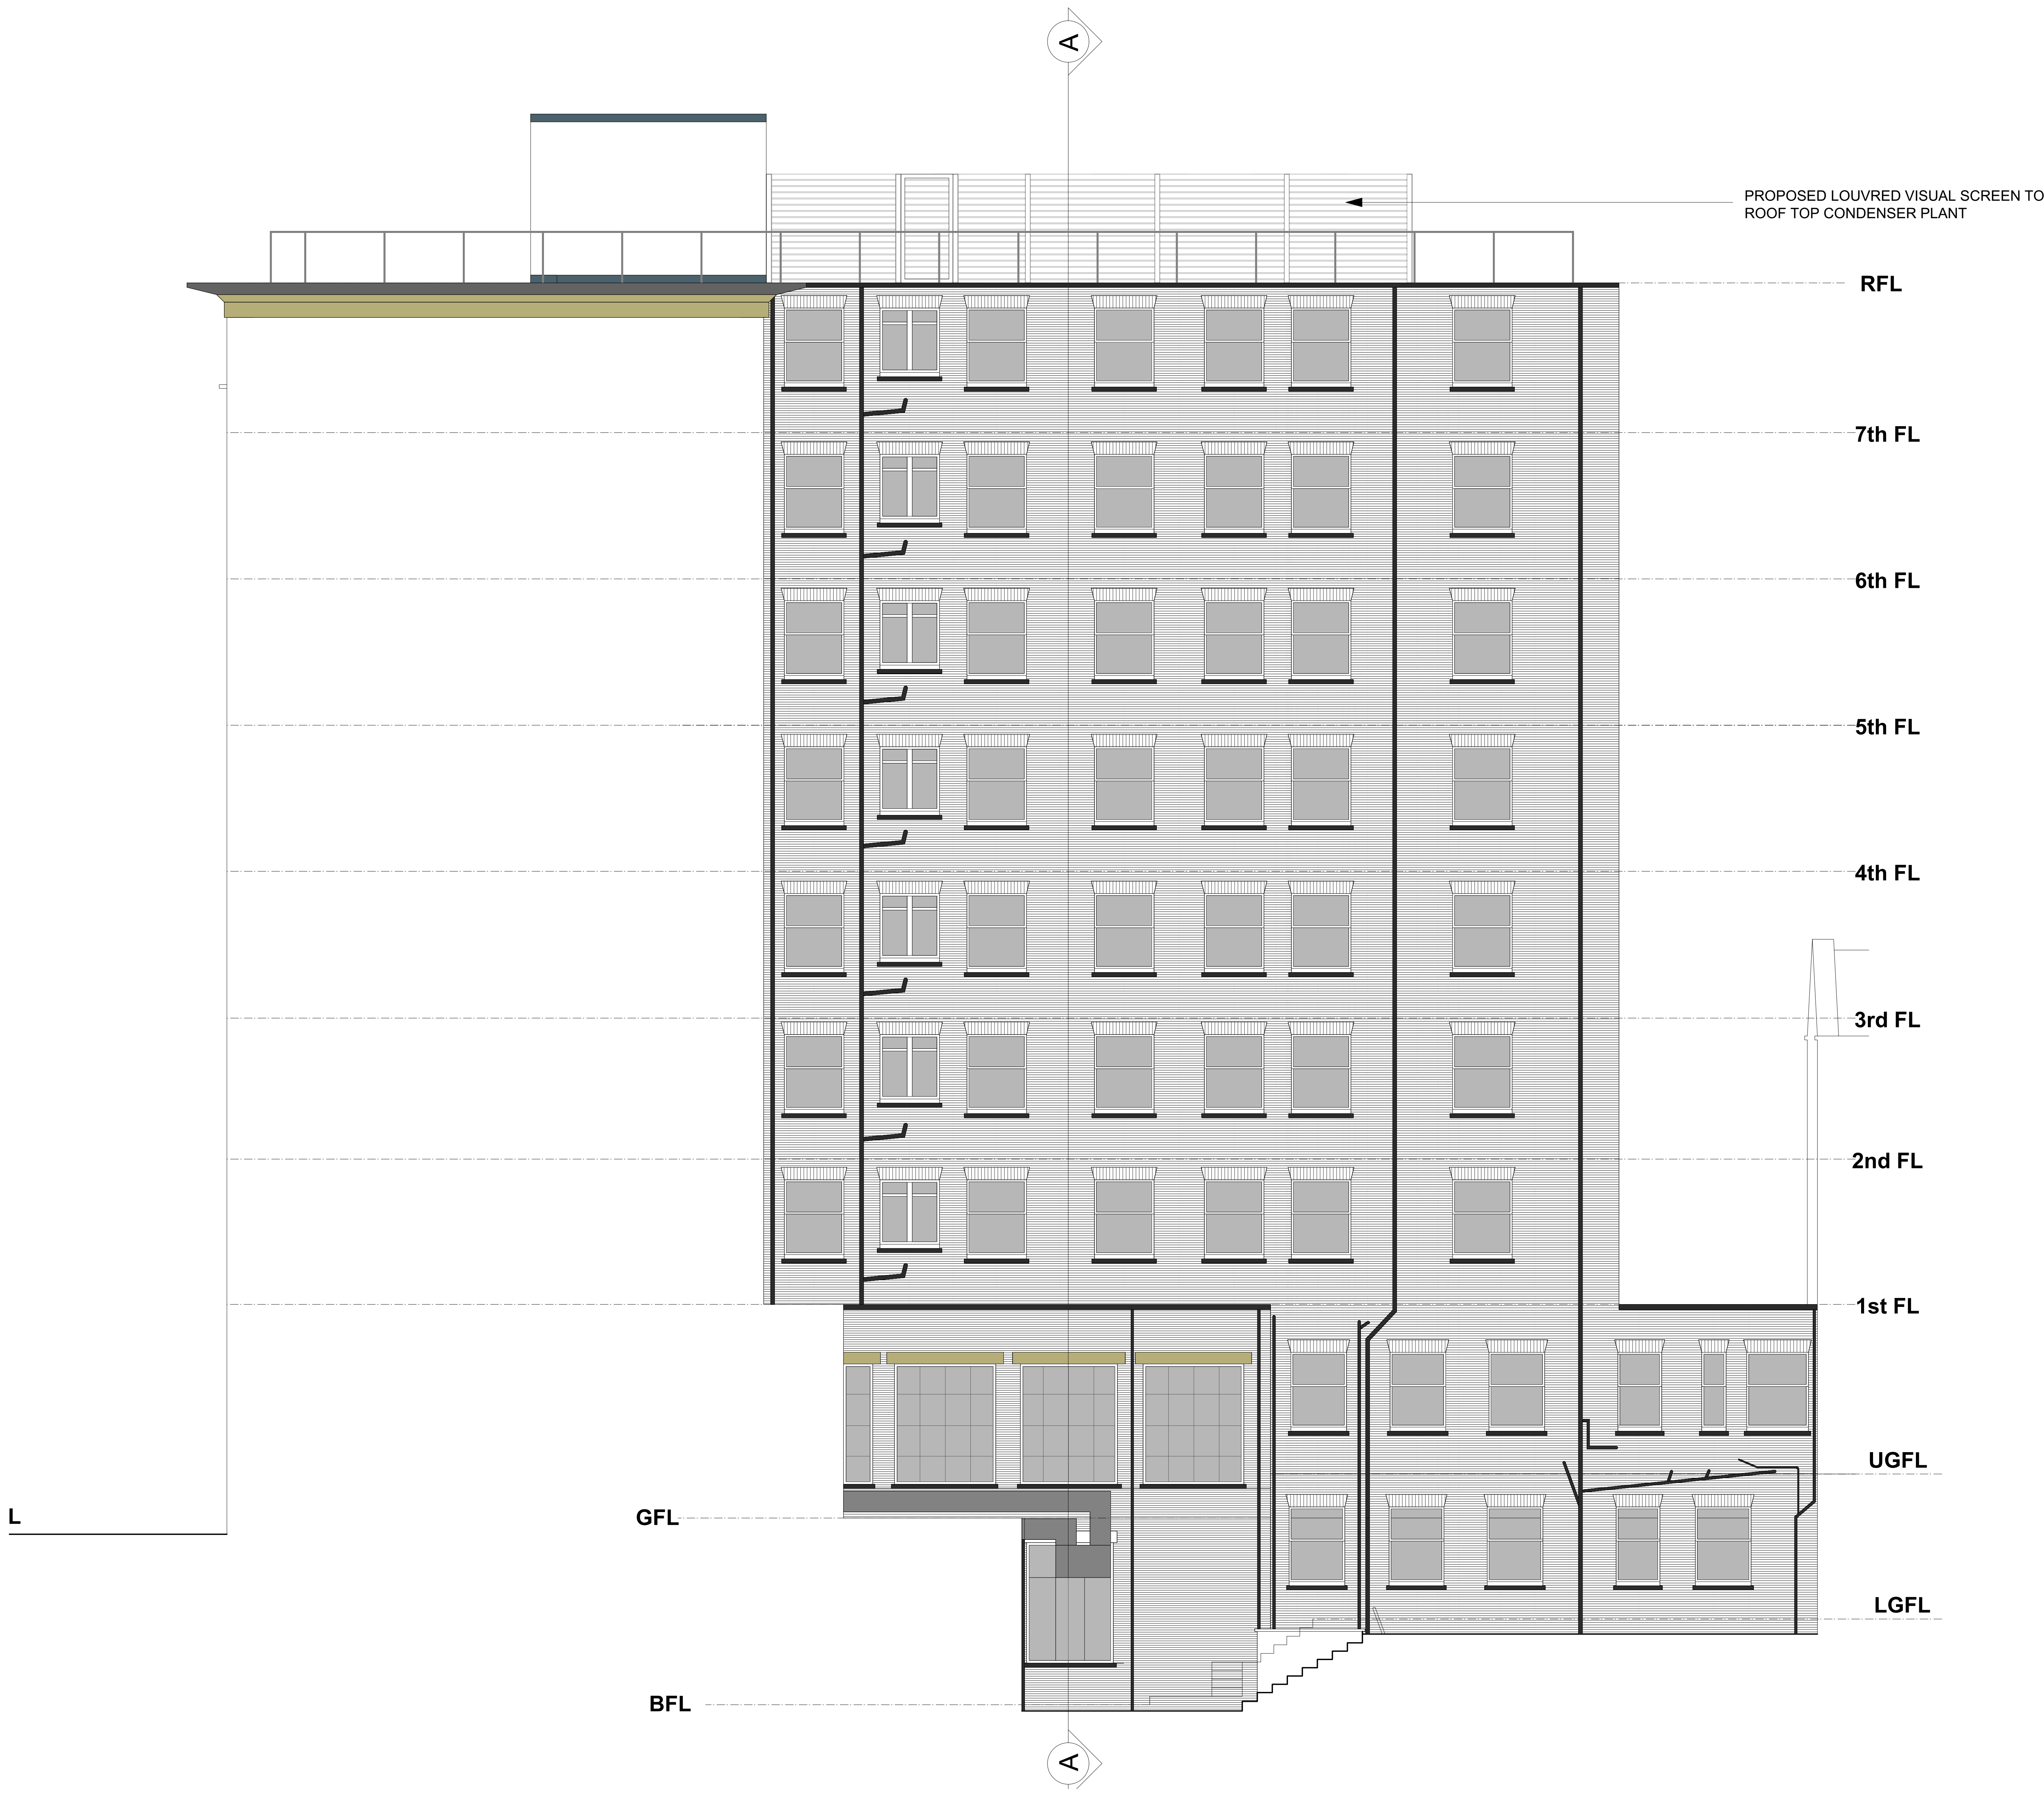 A
PROPOSED LOUVRED VISUAL SCREEN TO
ROOF TOP CONDENSER PLANT
RFL
7th FL
6th FL
5th FL
4th FL
3rd FL
2nd FL
1st FL
UGFL
L
GFL
LGFL
BFL
A